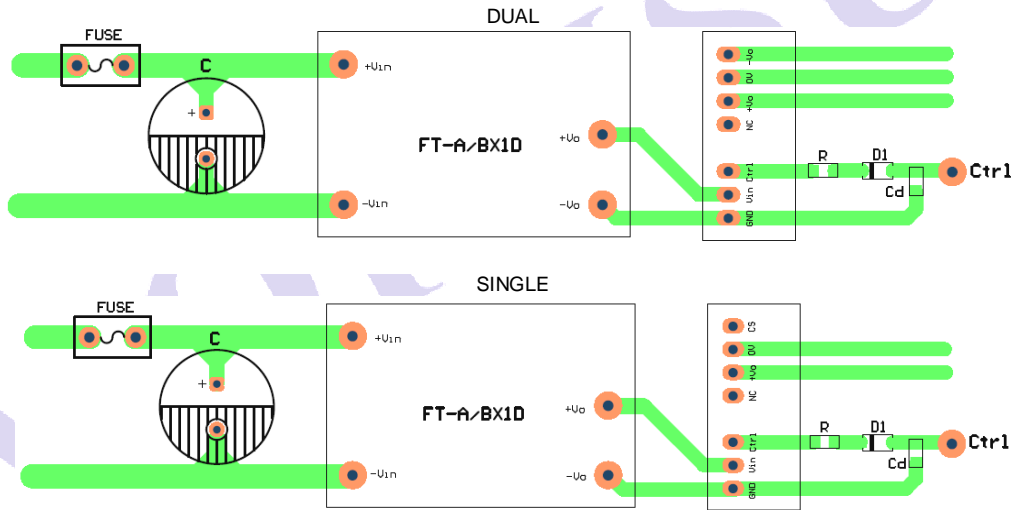 DUAL
FUSE
C
+
+Vin
-Vin
FT-A/BX1D
+Vo
-Vo
-Vo
0V
+Vo
NC
Ctrl
Vin
GND
R
D1
Cd
Ctrl
SINGLE
FUSE
C
+
+Vin
-Vin
FT-A/BX1D
+Vo
-Vo
CS
0V
+Vo
NC
Ctrl
Vin
GND
R
D1
Cd
Ctrl